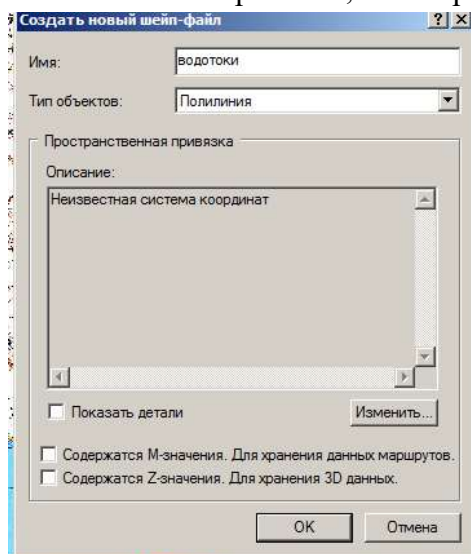 Создать новый шейп-файл
Имя: водотоки
Тип объектов: Полилиния
Пространственная привязка
Описание:
Неизвестная система координат
Показать детали Изменить...
Содержатся M-значения. Для хранения данных маршрутов.
Содержатся Z-значения. Для хранения 3D данных.
OK Отмена